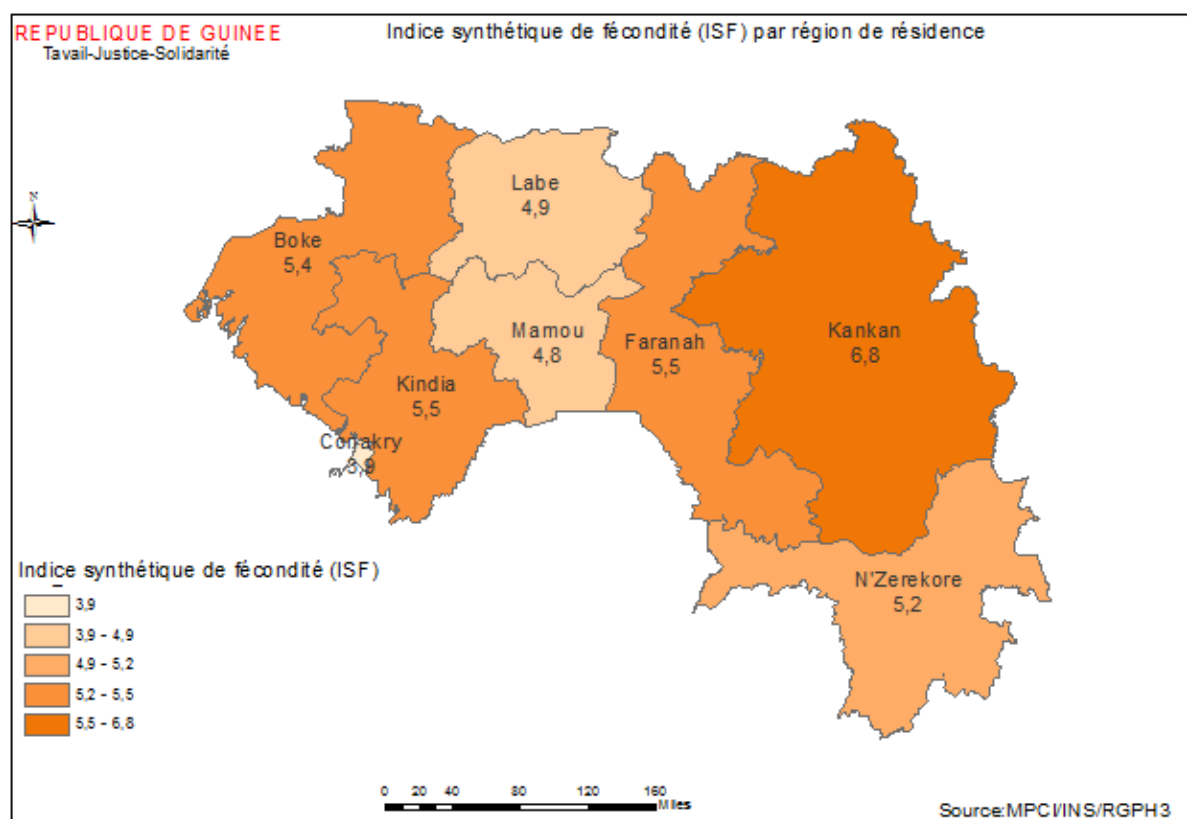 REPUBLIQUE DE GUINEE
Tavail-Justice-Solidarité
Indice synthétique de fécondité (ISF) par région de résidence
N
Labe
4,9
Boke
5,4
Mamou
4,8
Faranah
5,5
Kankan
6,8
Kindia
5,5
Conakry
3,9
N'Zerekore
5,2
Indice synthétique de fécondité (ISF)
3,9
3,9 - 4,9
4,9 - 5,2
5,2 - 5,5
5,5 - 6,8
0 20 40 80 120 160
Miles
Source:MPCI/INS/RGPH3